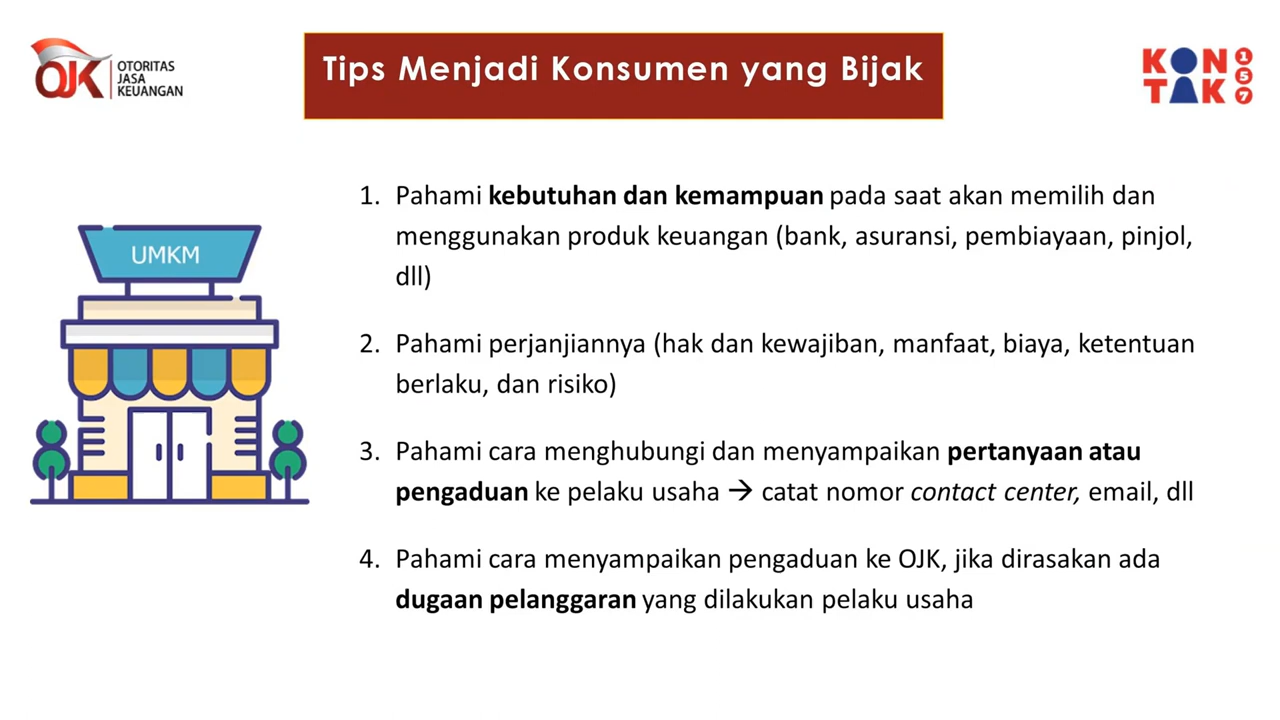 OJK
OTORITAS
JASA
KEUANGAN
Tips Menjadi Konsumen yang Bijak
KONTAK 157
UMKM
1. Pahami kebutuhan dan kemampuan pada saat akan memilih dan
menggunakan produk keuangan (bank, asuransi, pembiayaan, pinjol,
dll)
2. Pahami perjanjiannya (hak dan kewajiban, manfaat, biaya, ketentuan
berlaku, dan risiko)
3. Pahami cara menghubungi dan menyampaikan pertanyaan atau
pengaduan ke pelaku usaha → catat nomor contact center, email, dll
4. Pahami cara menyampaikan pengaduan ke OJK, jika dirasakan ada
dugaan pelanggaran yang dilakukan pelaku usaha